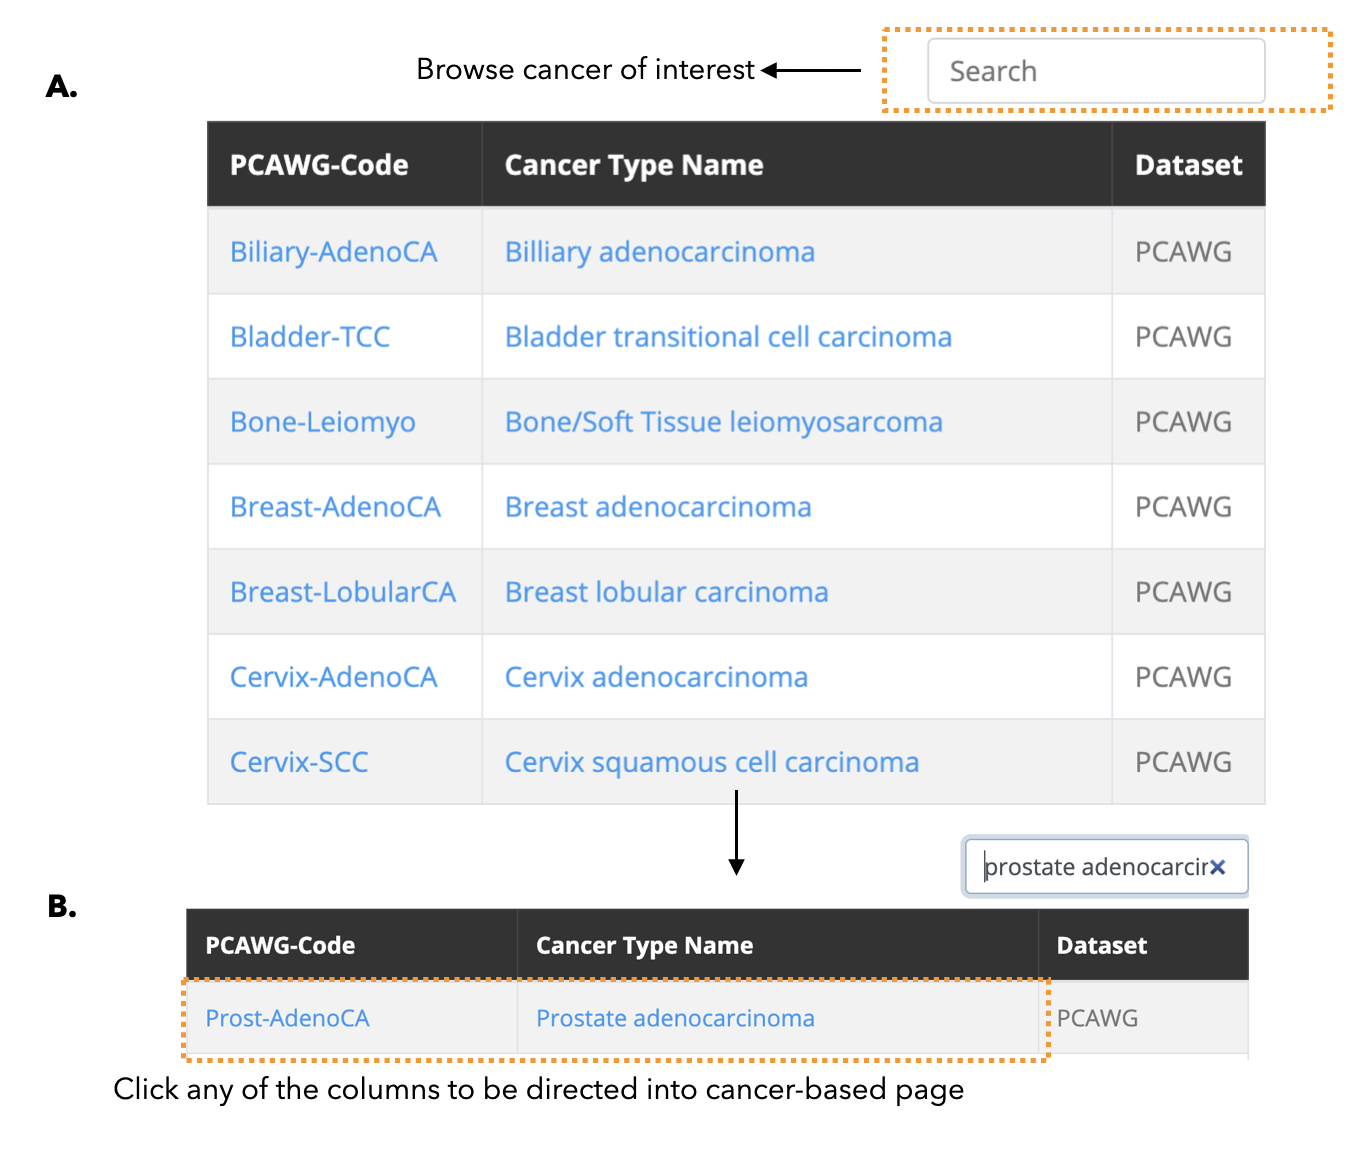 A.
Browse cancer of interest
Search
PCAWG-Code Cancer Type Name Dataset
Biliary-AdenoCA Billiary adenocarcinoma PCAWG
Bladder-TCC Bladder transitional cell carcinoma PCAWG
Bone-Leiomyo Bone/Soft Tissue leiomyosarcoma PCAWG
Breast-AdenoCA Breast adenocarcinoma PCAWG
Breast-LobularCA Breast lobular carcinoma PCAWG
Cervix-AdenoCA Cervix adenocarcinoma PCAWG
Cervix-SCC Cervix squamous cell carcinoma PCAWG
prostate adenocarcin
B.
PCAWG-Code Cancer Type Name Dataset
Prost-AdenoCA Prostate adenocarcinoma PCAWG
Click any of the columns to be directed into cancer-based page